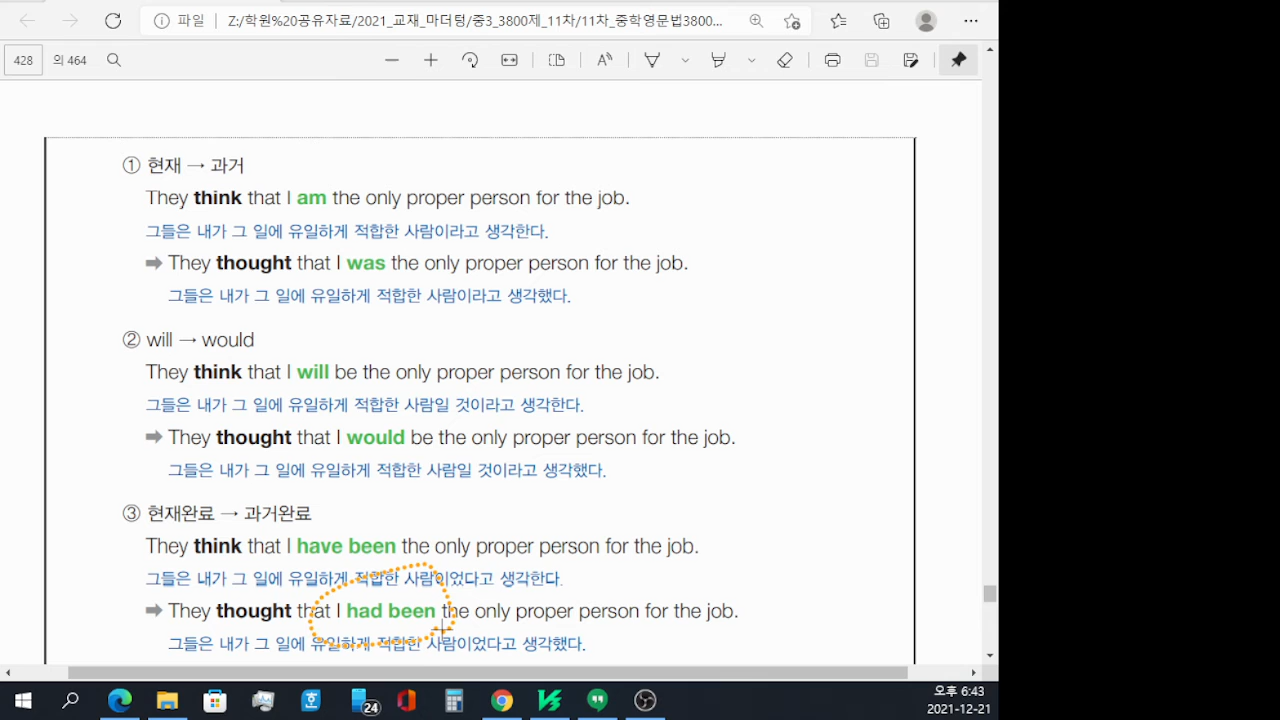 파일
Z:/학원%20공유자료/2021_교재_마더텅/중3_3800제_11차/11차_중학영문법3800...
428 의 464
① 현재 → 과거
They think that I am the only proper person for the job.
그들은 내가 그 일에 유일하게 적합한 사람이라고 생각한다.
➡ They thought that I was the only proper person for the job.
그들은 내가 그 일에 유일하게 적합한 사람이라고 생각했다.
② will → would
They think that I will be the only proper person for the job.
그들은 내가 그 일에 유일하게 적합한 사람일 것이라고 생각한다.
➡ They thought that I would be the only proper person for the job.
그들은 내가 그 일에 유일하게 적합한 사람일 것이라고 생각했다.
③ 현재완료 → 과거완료
They think that I have been the only proper person for the job.
그들은 내가 그 일에 유일하게 적합한 사람이었다고 생각한다.
➡ They thought that I had been the only proper person for the job.
그들은 내가 그 일에 유일하게 적합한 사람이었다고 생각했다.
24
오후 6:43
2021-12-21